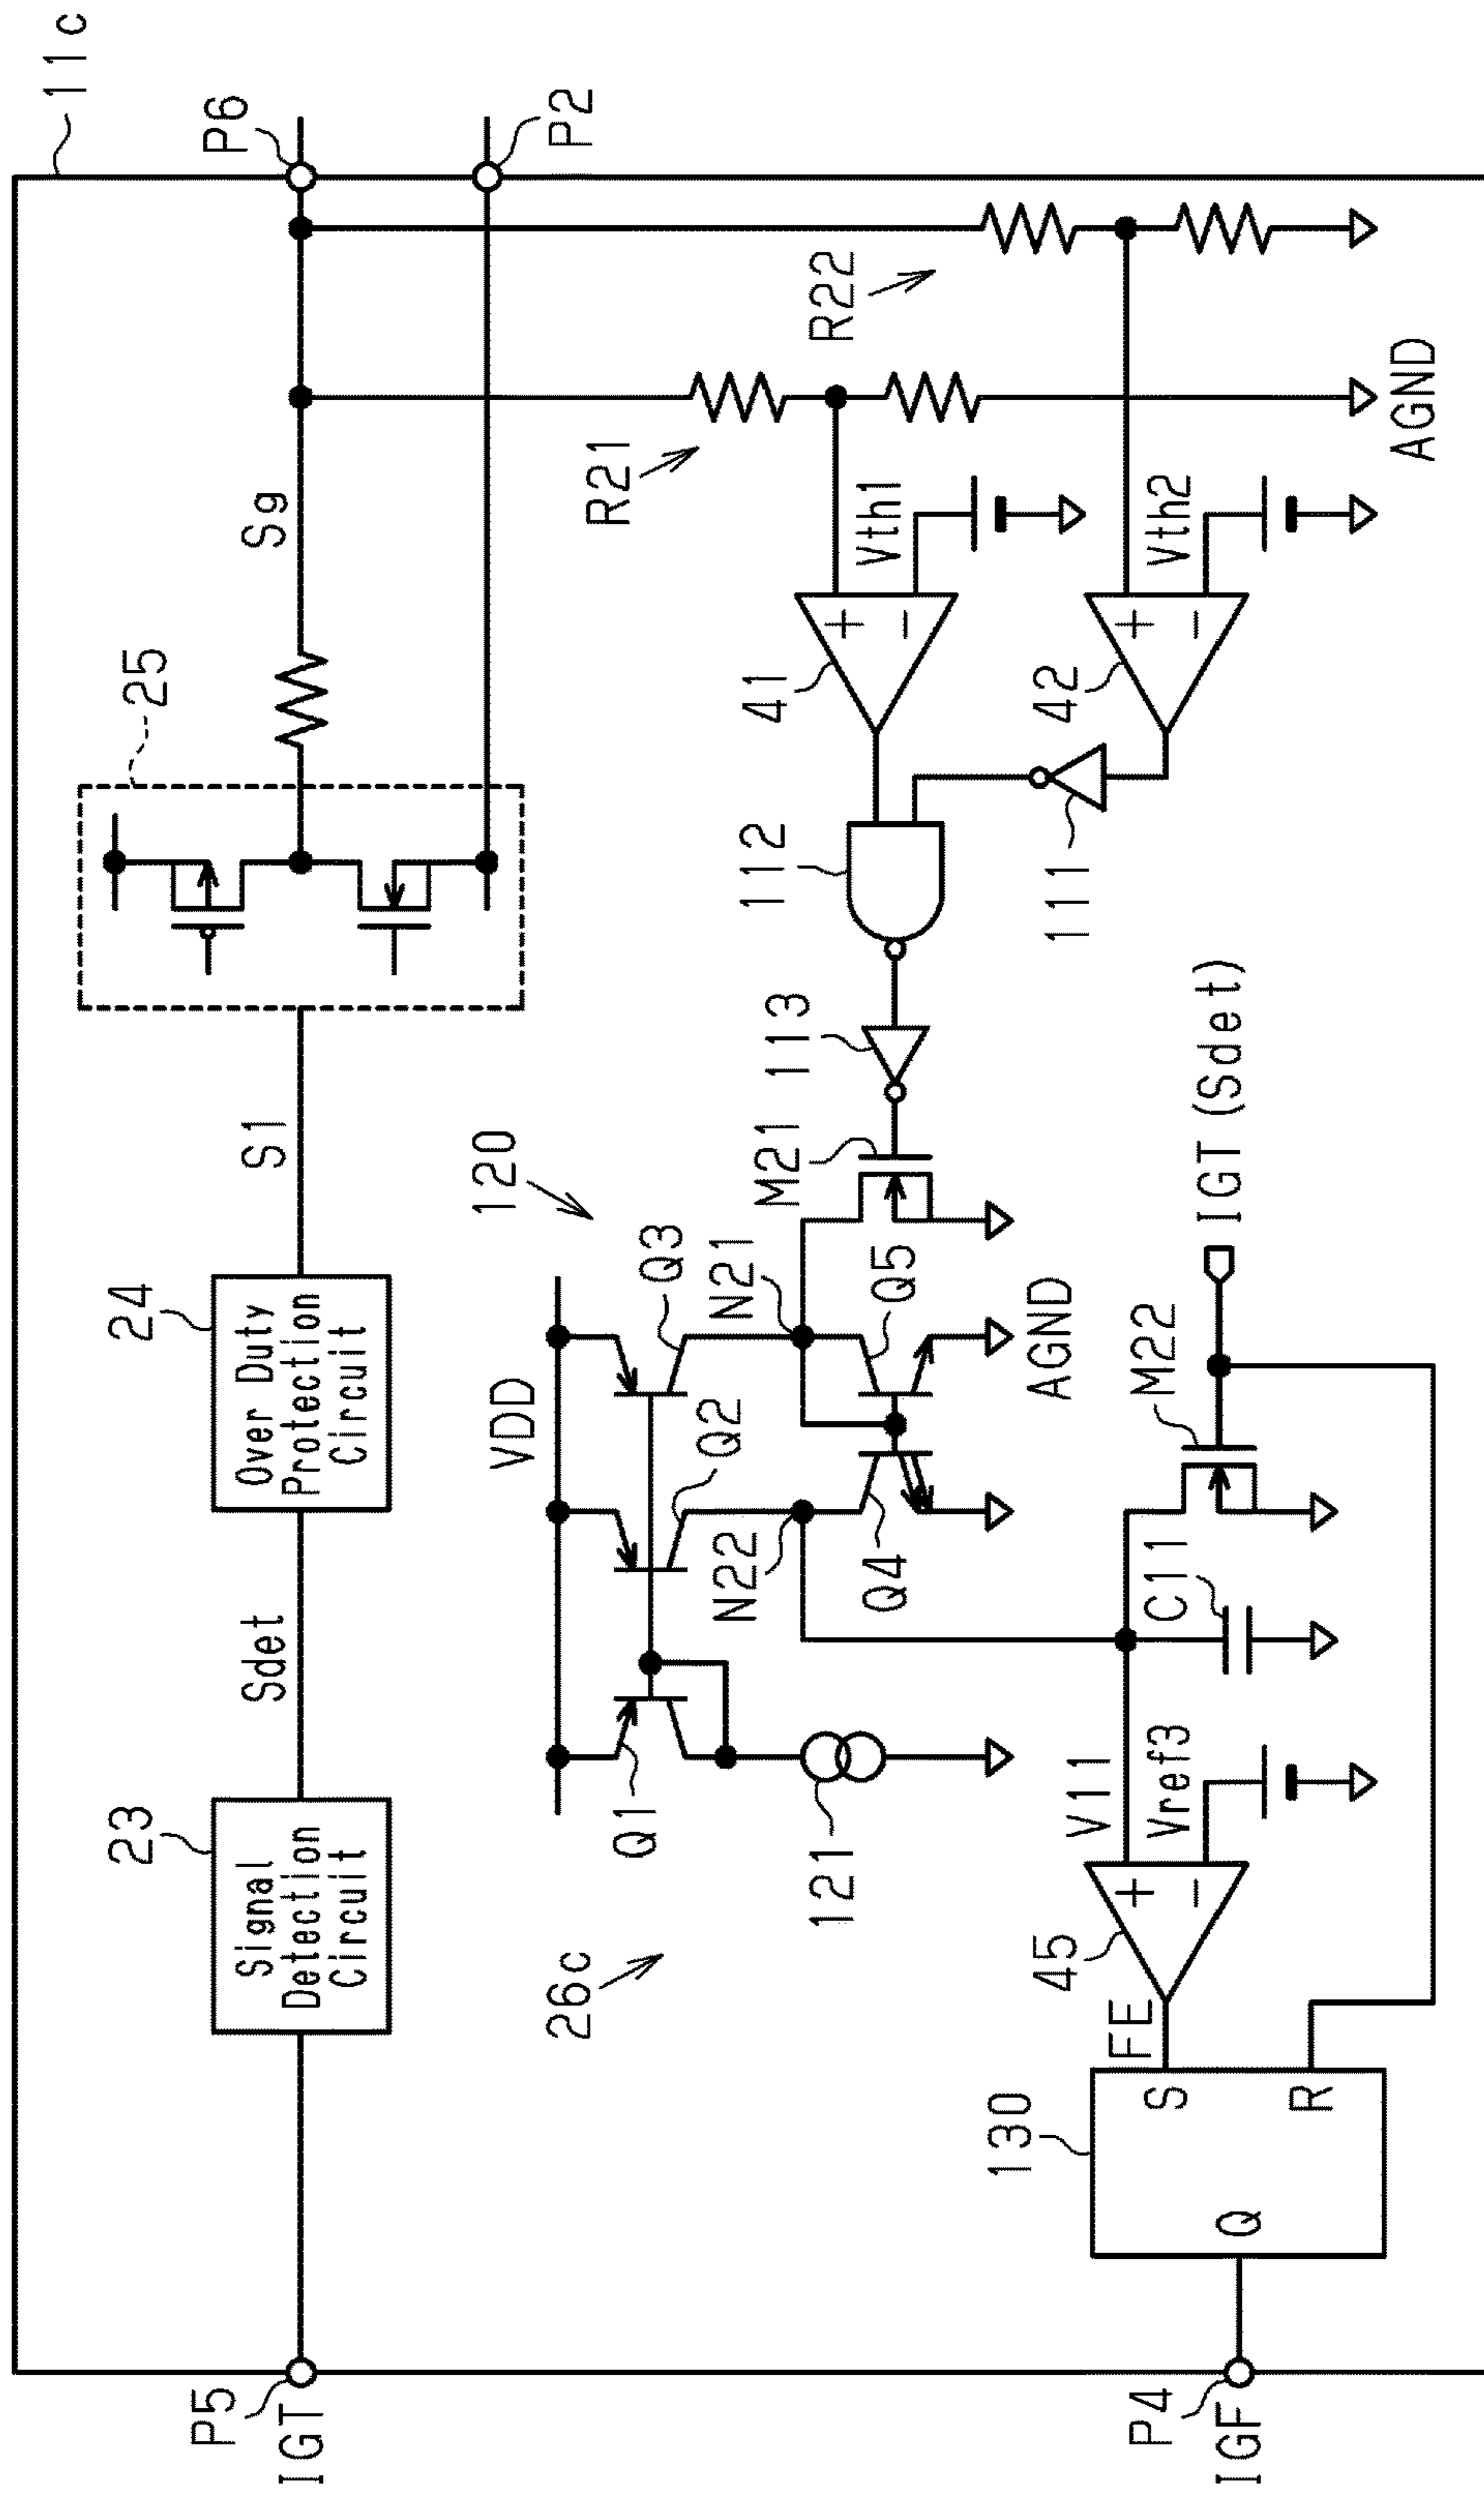 11c
P5
IGT
23
Signal
Detection
Circuit
Sdet
24
Over Duty
Protection
Circuit
S1
25
Sg
P6
P2
26c
120
VDD
Q1
Q2
Q3
121
N22
N21
Q4
Q5
AGND
M21
113
112
111
41
42
R21
R22
Vth1
Vth2
AGND
IGT (Sdet)
M22
C11
V11
Vref3
45
FE
130
S
R
Q
P4
IGF
+
−
+
−
+
−